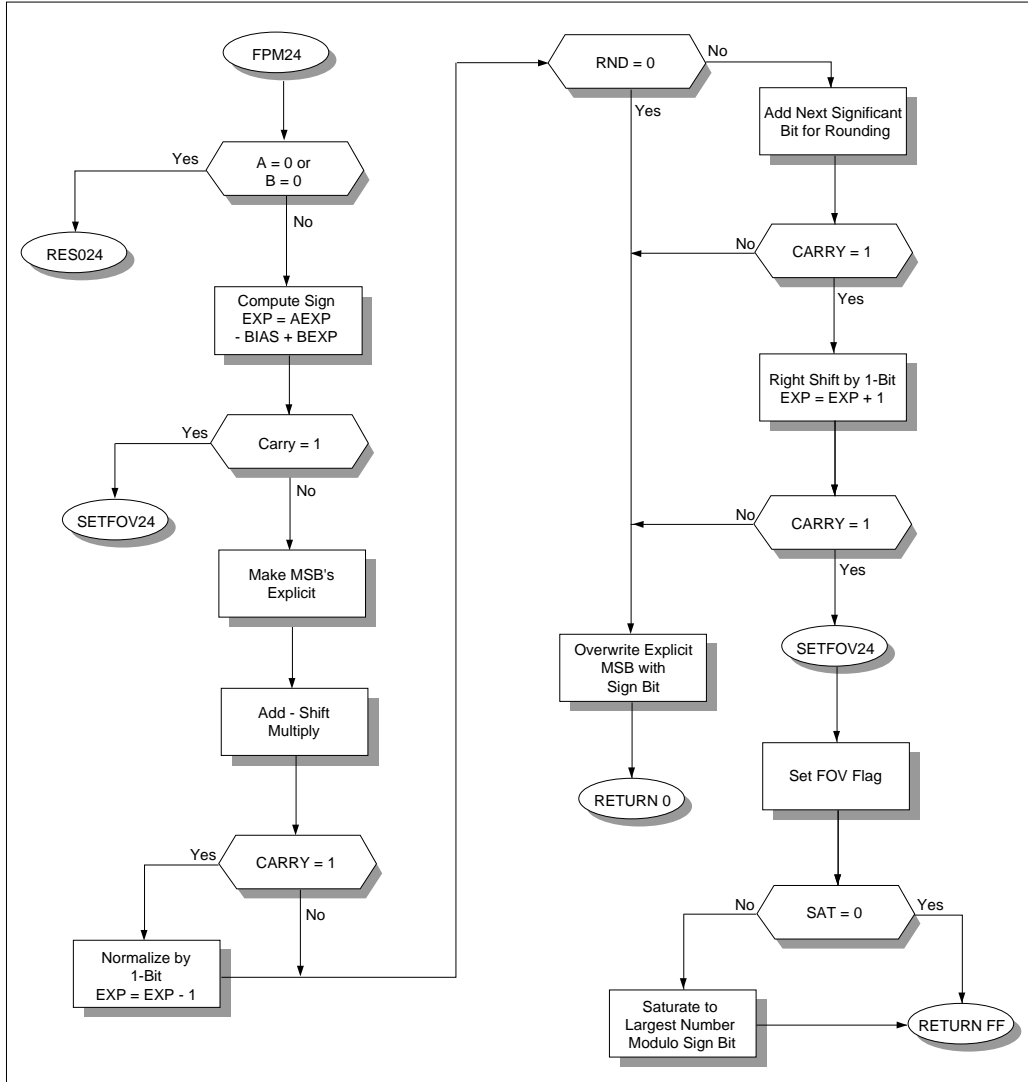 FPM24
Yes
A = 0 or
B = 0
No
RES024
Compute Sign
EXP = AEXP
- BIAS + BEXP
Yes
Carry = 1
No
SETFOV24
Make MSB's
Explicit
Add - Shift
Multiply
Yes
CARRY = 1
No
Normalize by
1-Bit
EXP = EXP - 1
RND = 0
No
Yes
Add Next Significant
Bit for Rounding
No
CARRY = 1
Yes
Right Shift by 1-Bit
EXP = EXP + 1
No
CARRY = 1
Yes
Overwrite Explicit
MSB with
Sign Bit
RETURN 0
SETFOV24
Set FOV Flag
No
SAT = 0
Yes
Saturate to
Largest Number
Modulo Sign Bit
RETURN FF